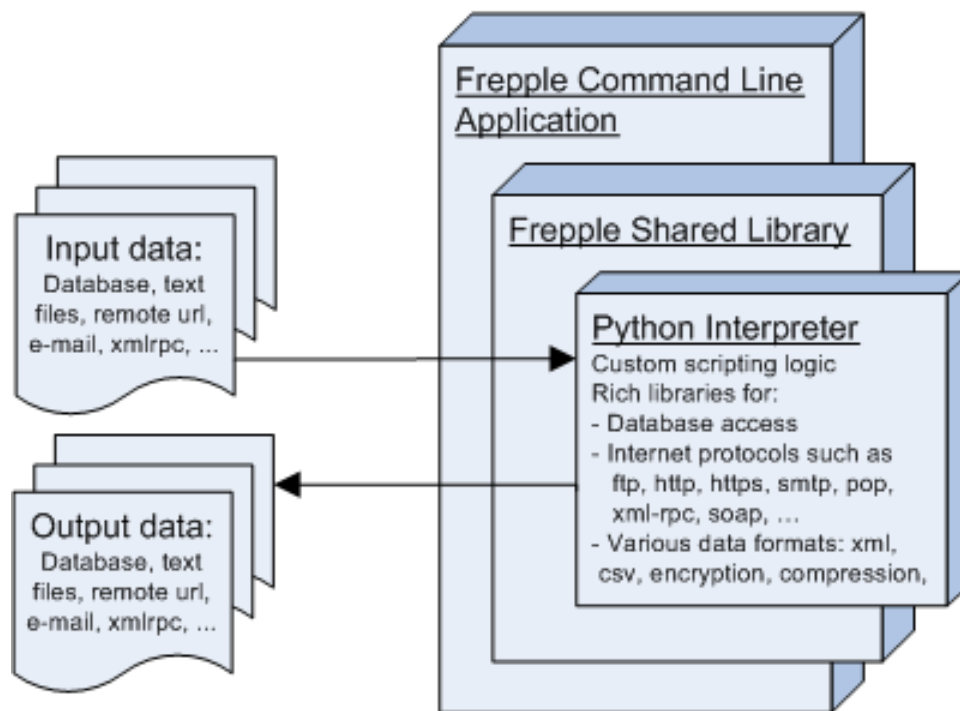 Frepple Command Line
Application
Frepple Shared Library
Input data:
Database, text
files, remote url,
e-mail, xmlrpc, ...
Python Interpreter
Custom scripting logic
Rich libraries for:
- Database access
- Internet protocols such as
ftp, http, https, smtp, pop,
xml-rpc, soap, ...
- Various data formats: xml,
csv, encryption, compression,
Output data:
Database, text
files, remote url,
e-mail, xmlrpc, ...